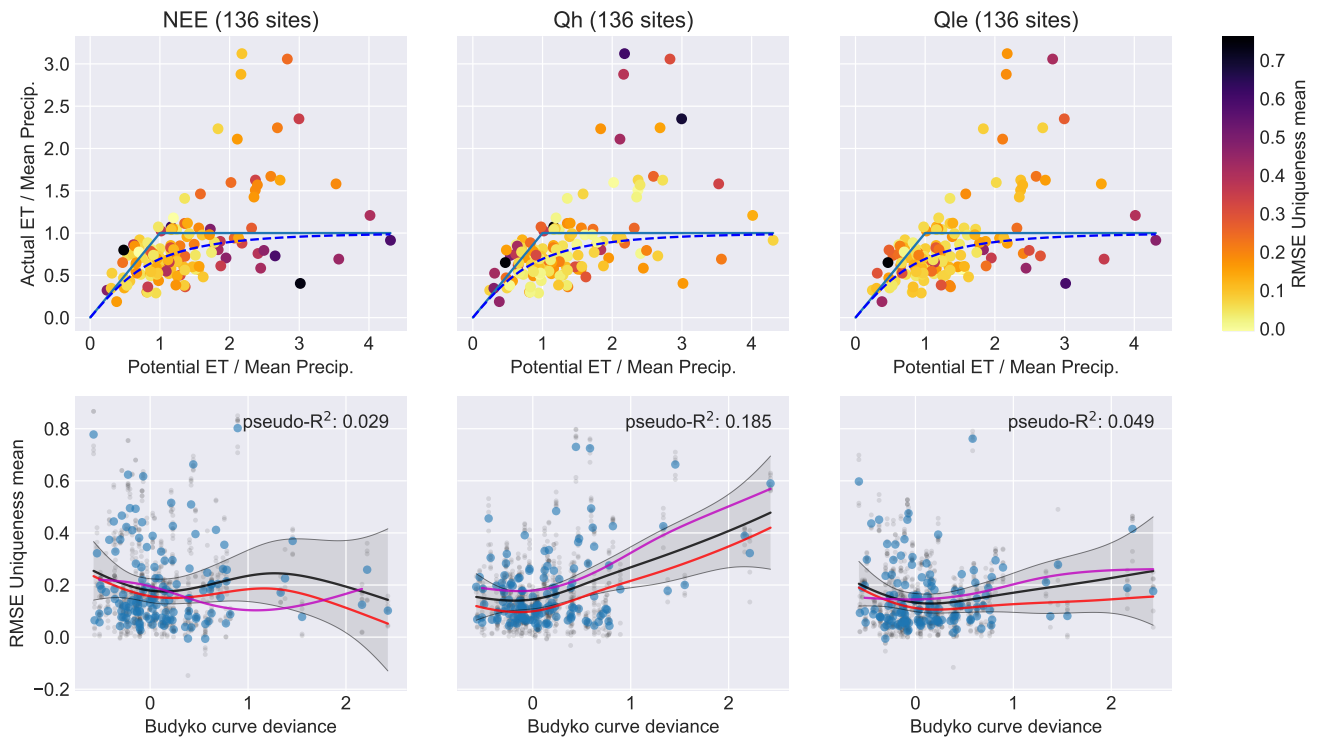 NEE (136 sites)
Qh (136 sites)
Qle (136 sites)
Actual ET / Mean Precip.
3.0
2.5
2.0
1.5
1.0
0.5
0.0
0 1 2 3 4
0 1 2 3 4
0 1 2 3 4
Potential ET / Mean Precip.
Potential ET / Mean Precip.
Potential ET / Mean Precip.
0.7
0.6
0.5
0.4
0.3
0.2
0.1
0.0
RMSE Uniqueness mean
pseudo-R²: 0.029
pseudo-R²: 0.185
pseudo-R²: 0.049
RMSE Uniqueness mean
0.8
0.6
0.4
0.2
0.0
−0.2
0 1 2
0 1 2
0 1 2
Budyko curve deviance
Budyko curve deviance
Budyko curve deviance